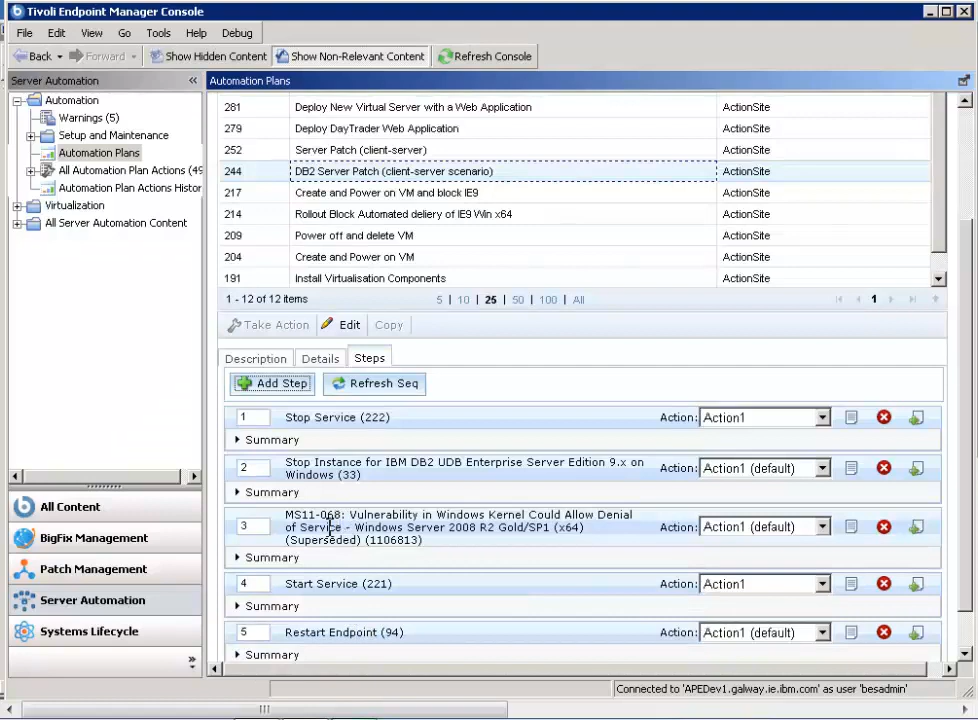 Tivoli Endpoint Manager Console
File Edit View Go Tools Help Debug
Back Forward Show Hidden Content Show Non-Relevant Content Refresh Console
Server Automation «
Automation
Warnings (5)
Setup and Maintenance
Automation Plans
All Automation Plan Actions (49
Automation Plan Actions Histor
Virtualization
All Server Automation Content
All Content
BigFix Management
Patch Management
Server Automation
Systems Lifecycle
»
Automation Plans
281 Deploy New Virtual Server with a Web Application ActionSite
279 Deploy DayTrader Web Application ActionSite
252 Server Patch (client-server) ActionSite
244 DB2 Server Patch (client-server scenario) ActionSite
217 Create and Power on VM and block IE9 ActionSite
214 Rollout Block Automated deliery of IE9 Win x64 ActionSite
209 Power off and delete VM ActionSite
204 Create and Power on VM ActionSite
191 Install Virtualisation Components ActionSite
1 - 12 of 12 items 5 | 10 | 25 | 50 | 100 | All 1
Take Action Edit Copy
Description Details Steps
Add Step Refresh Seq
1 Stop Service (222) Action: Action1
Summary
2 Stop Instance for IBM DB2 UDB Enterprise Server Edition 9.x on
Windows (33) Action: Action1 (default)
Summary
3 MS11-068: Vulnerability in Windows Kernel Could Allow Denial
of Service - Windows Server 2008 R2 Gold/SP1 (x64)
(Superseded) (1106813) Action: Action1 (default)
Summary
4 Start Service (221) Action: Action1
Summary
5 Restart Endpoint (94) Action: Action1 (default)
Summary
Connected to 'APEDev1.galway.ie.ibm.com' as user 'besadmin'